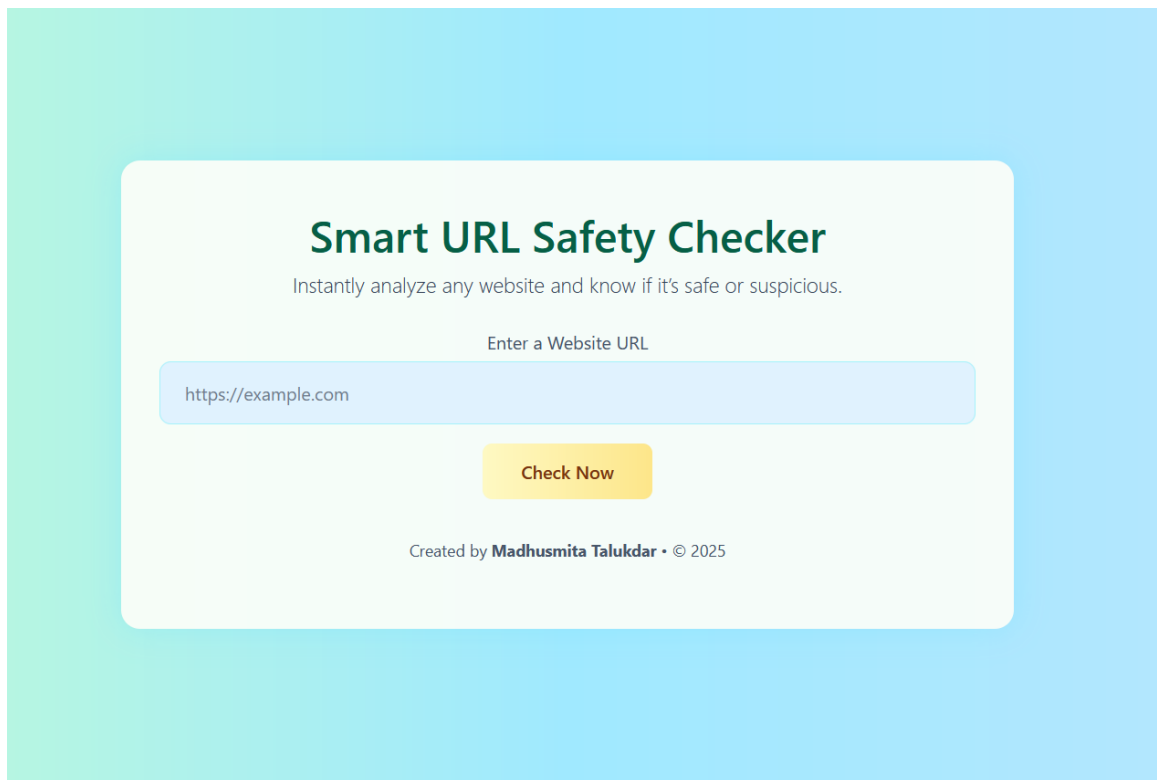 Smart URL Safety Checker
Instantly analyze any website and know if it’s safe or suspicious.
Enter a Website URL
https://example.com
Check Now
Created by Madhusmita Talukdar • © 2025